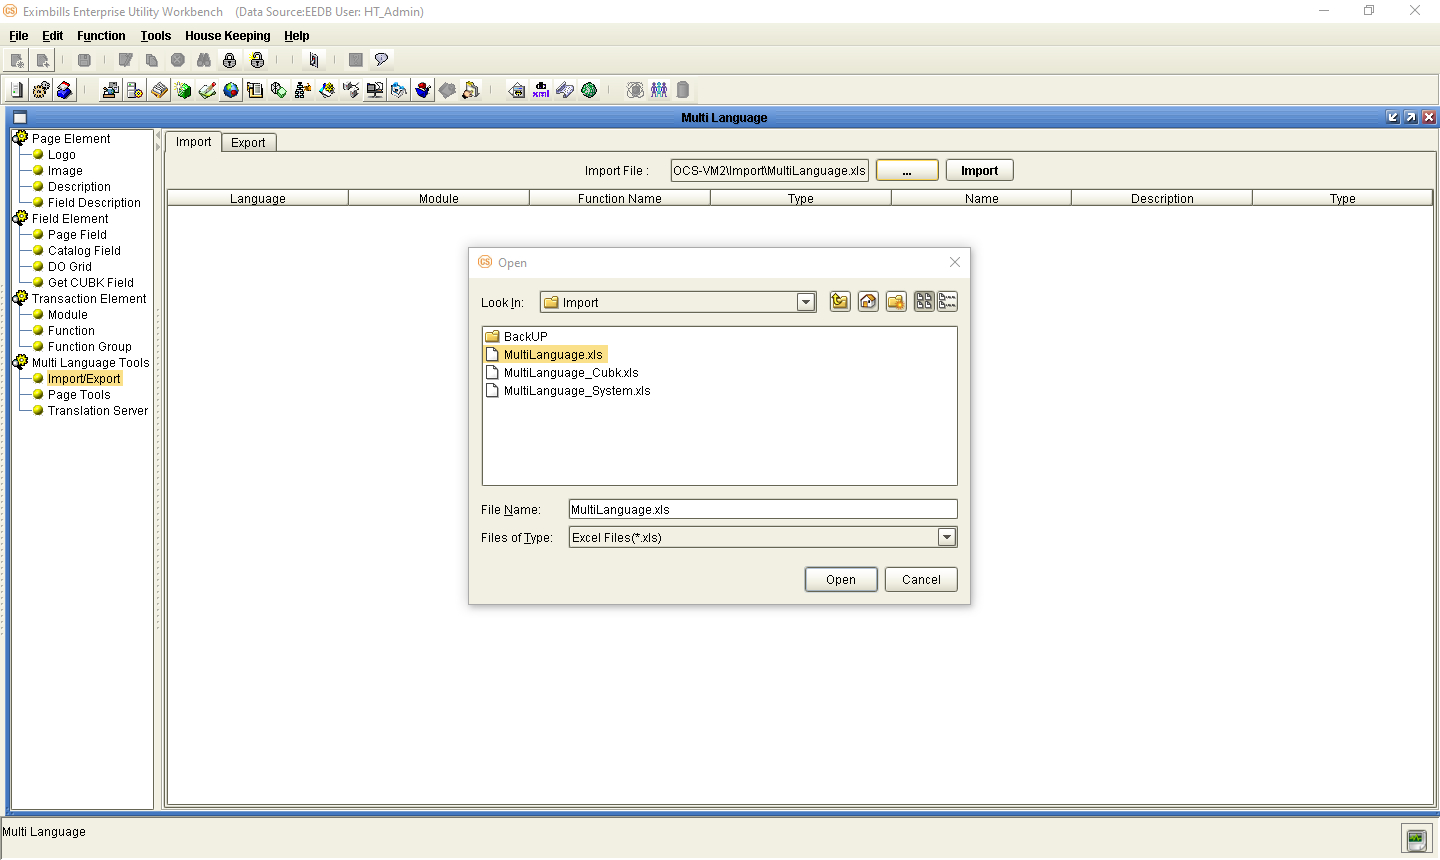 Eximbills Enterprise Utility Workbench (Data Source:EEDB User: HT_Admin)
File Edit Function Tools House Keeping Help
Multi Language
Page Element
Logo
Image
Description
Field Description
Field Element
Page Field
Catalog Field
DO Grid
Get CUBK Field
Transaction Element
Module
Function
Function Group
Multi Language Tools
Import/Export
Page Tools
Translation Server
Import Export
Import File : OCS-VM2\Import\MultiLanguage.xls ... Import
Language Module Function Name Type Name Description Type
CS Open
Look In: Import
BackUP
MultiLanguage.xls
MultiLanguage_Cubk.xls
MultiLanguage_System.xls
File Name: MultiLanguage.xls
Files of Type: Excel Files(*.xls)
Open Cancel
Multi Language